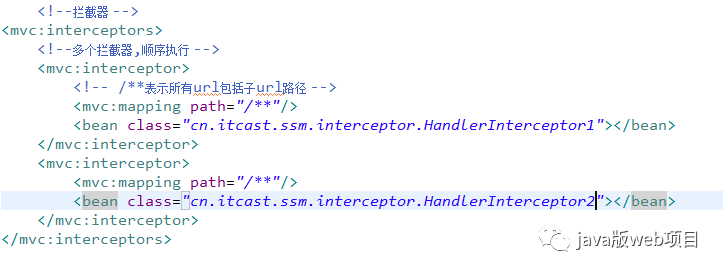 <!--拦截器 -->
<mvc:interceptors>
<!--多个拦截器,顺序执行 -->
<mvc:interceptor>
<!-- /**表示所有url包括子url路径 -->
<mvc:mapping path="/**"/>
<bean class="cn.itcast.ssm.interceptor.HandlerInterceptor1"></bean>
</mvc:interceptor>
<mvc:interceptor>
<mvc:mapping path="/**"/>
<bean class="cn.itcast.ssm.interceptor.HandlerInterceptor2"></bean>
</mvc:interceptor>
</mvc:interceptors>
java版web项目